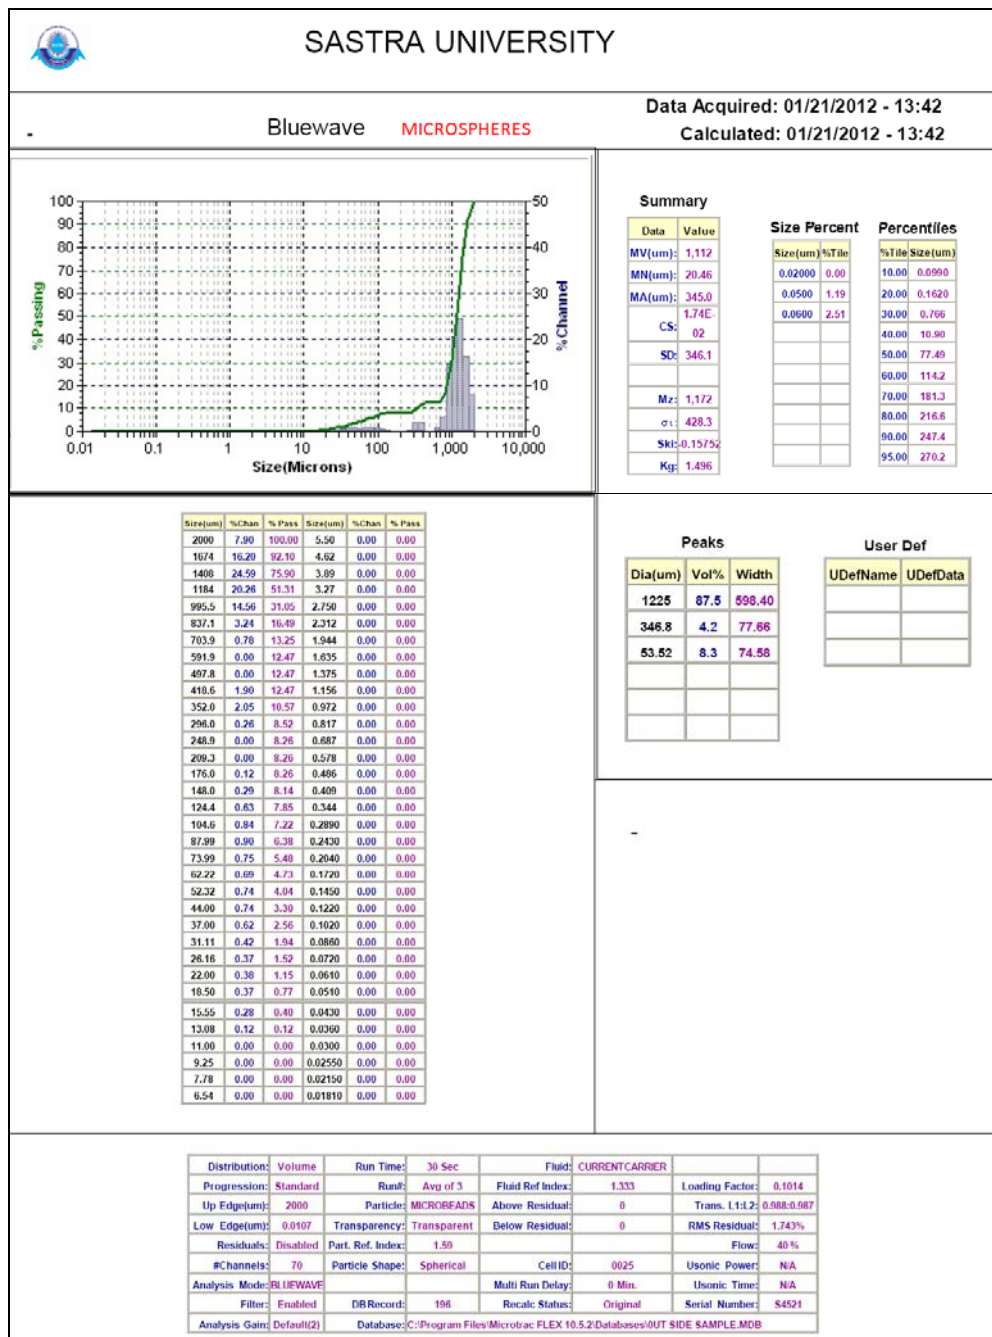 SASTRA UNIVERSITY
- Bluewave MICROSPHERES
Data Acquired: 01/21/2012 - 13:42
Calculated: 01/21/2012 - 13:42
%Passing
100
90
80
70
60
50
40
30
20
10
0
50
40
30
20
10
0
%Channel
0.01 0.1 1 10 100 1,000 10,000
Size(Microns)
Summary
Data Value
MV(um): 1,112
MN(um): 20.46
MA(um): 345.0
CS: 1.74E-02
SD: 346.1
Mz: 1,172
σ1: 428.3
Ski: -0.15752
Kg: 1.496
Size Percent
Size(um) %Tile
0.02000 0.00
0.0500 1.19
0.0600 2.51
Percentiles
%Tile Size(um)
10.00 0.0990
20.00 0.1620
30.00 0.766
40.00 10.90
50.00 77.49
60.00 114.2
70.00 181.3
80.00 216.6
90.00 247.4
95.00 270.2
Size(um) %Chan % Pass Size(um) %Chan % Pass
2000 7.90 100.00 5.50 0.00 0.00
1674 16.20 92.10 4.62 0.00 0.00
1408 24.59 75.90 3.89 0.00 0.00
1184 20.26 51.31 3.27 0.00 0.00
995.5 14.56 31.05 2.750 0.00 0.00
837.1 3.24 16.49 2.312 0.00 0.00
703.9 0.78 13.25 1.944 0.00 0.00
591.9 0.00 12.47 1.635 0.00 0.00
497.8 0.00 12.47 1.375 0.00 0.00
418.6 1.90 12.47 1.156 0.00 0.00
352.0 2.05 10.57 0.972 0.00 0.00
296.0 0.26 8.52 0.817 0.00 0.00
248.9 0.00 8.26 0.687 0.00 0.00
209.3 0.00 8.26 0.578 0.00 0.00
176.0 0.12 8.26 0.486 0.00 0.00
148.0 0.29 8.14 0.409 0.00 0.00
124.4 0.63 7.85 0.344 0.00 0.00
104.6 0.84 7.22 0.2890 0.00 0.00
87.99 0.90 6.38 0.2430 0.00 0.00
73.99 0.75 5.48 0.2040 0.00 0.00
62.22 0.69 4.73 0.1720 0.00 0.00
52.32 0.74 4.04 0.1450 0.00 0.00
44.00 0.74 3.30 0.1220 0.00 0.00
37.00 0.62 2.56 0.1020 0.00 0.00
31.11 0.42 1.94 0.0860 0.00 0.00
26.16 0.37 1.52 0.0720 0.00 0.00
22.00 0.38 1.15 0.0610 0.00 0.00
18.50 0.37 0.77 0.0510 0.00 0.00
15.55 0.28 0.40 0.0430 0.00 0.00
13.08 0.12 0.12 0.0360 0.00 0.00
11.00 0.00 0.00 0.0300 0.00 0.00
9.25 0.00 0.00 0.02550 0.00 0.00
7.78 0.00 0.00 0.02150 0.00 0.00
6.54 0.00 0.00 0.01810 0.00 0.00
Peaks
Dia(um) Vol% Width
1225 87.5 598.40
346.8 4.2 77.66
53.52 8.3 74.58
User Def
UDefName UDefData
-
Distribution: Volume Run Time: 30 Sec Fluid: CURRENTCARRIER
Progression: Standard Run#: Avg of 3 Fluid Ref Index: 1.333 Loading Factor: 0.1014
Up Edge(um): 2000 Particle: MICROBEADS Above Residual: 0 Trans. L1:L2: 0.988:0.987
Low Edge(um): 0.0107 Transparency: Transparent Below Residual: 0 RMS Residual: 1.743%
Residuals: Disabled Part. Ref. Index: 1.59 Flow: 40 %
#Channels: 70 Particle Shape: Spherical Cell ID: 0025 Usonic Power: N/A
Analysis Mode: BLUEWAVE Multi Run Delay: 0 Min. Usonic Time: N/A
Filter: Enabled DB Record: 196 Recalc Status: Original Serial Number: S4521
Analysis Gain: Default(2) Database: C:\Program Files\Microtrac FLEX 10.5.2\Databases\0UT SIDE SAMPLE.MDB